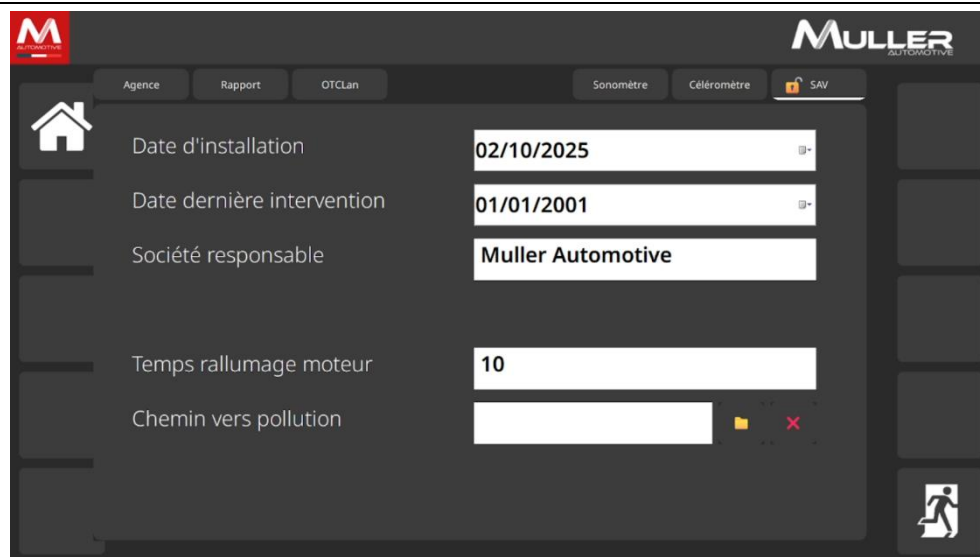 M
AUTOMOTIVE
MULLER
AUTOMOTIVE
Agence Rapport OTCLan Sonomètre Céléromètre SAV
Date d'installation 02/10/2025
Date dernière intervention 01/01/2001
Société responsable Muller Automotive
Temps rallumage moteur 10
Chemin vers pollution